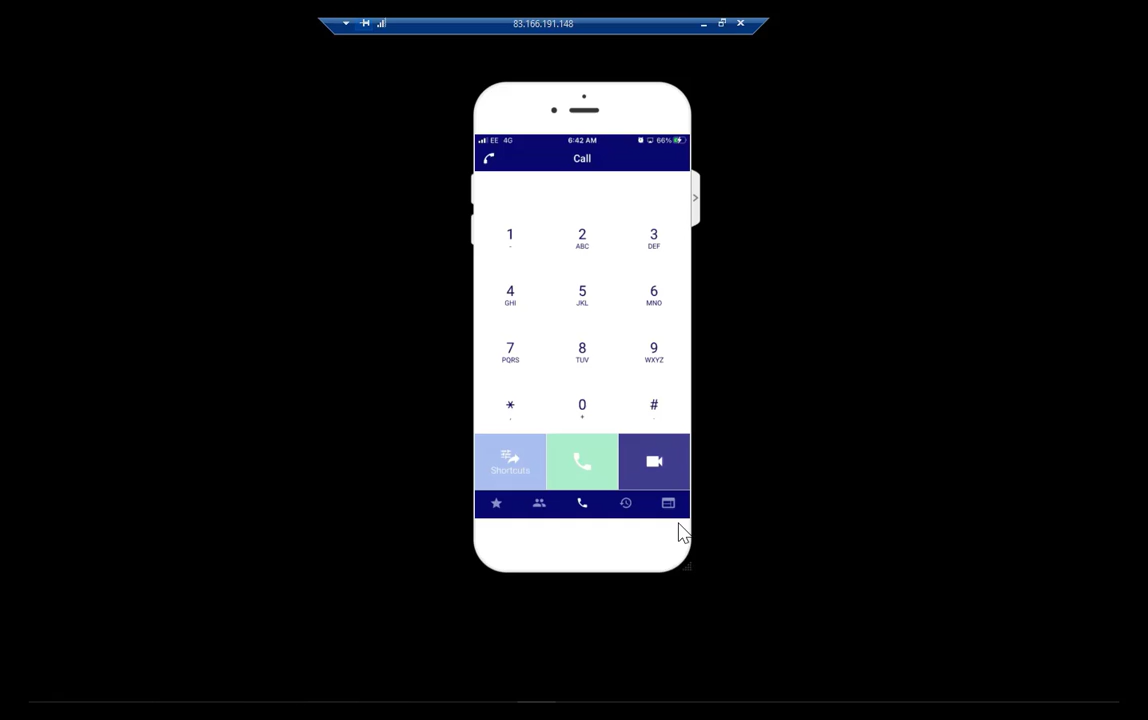 83.166.191.148
EE 4G 6:42 AM 66%
Call
1 2 3
- ABC DEF
4 5 6
GHI JKL MNO
7 8 9
PQRS TUV WXYZ
* 0 #
, + .
Shortcuts